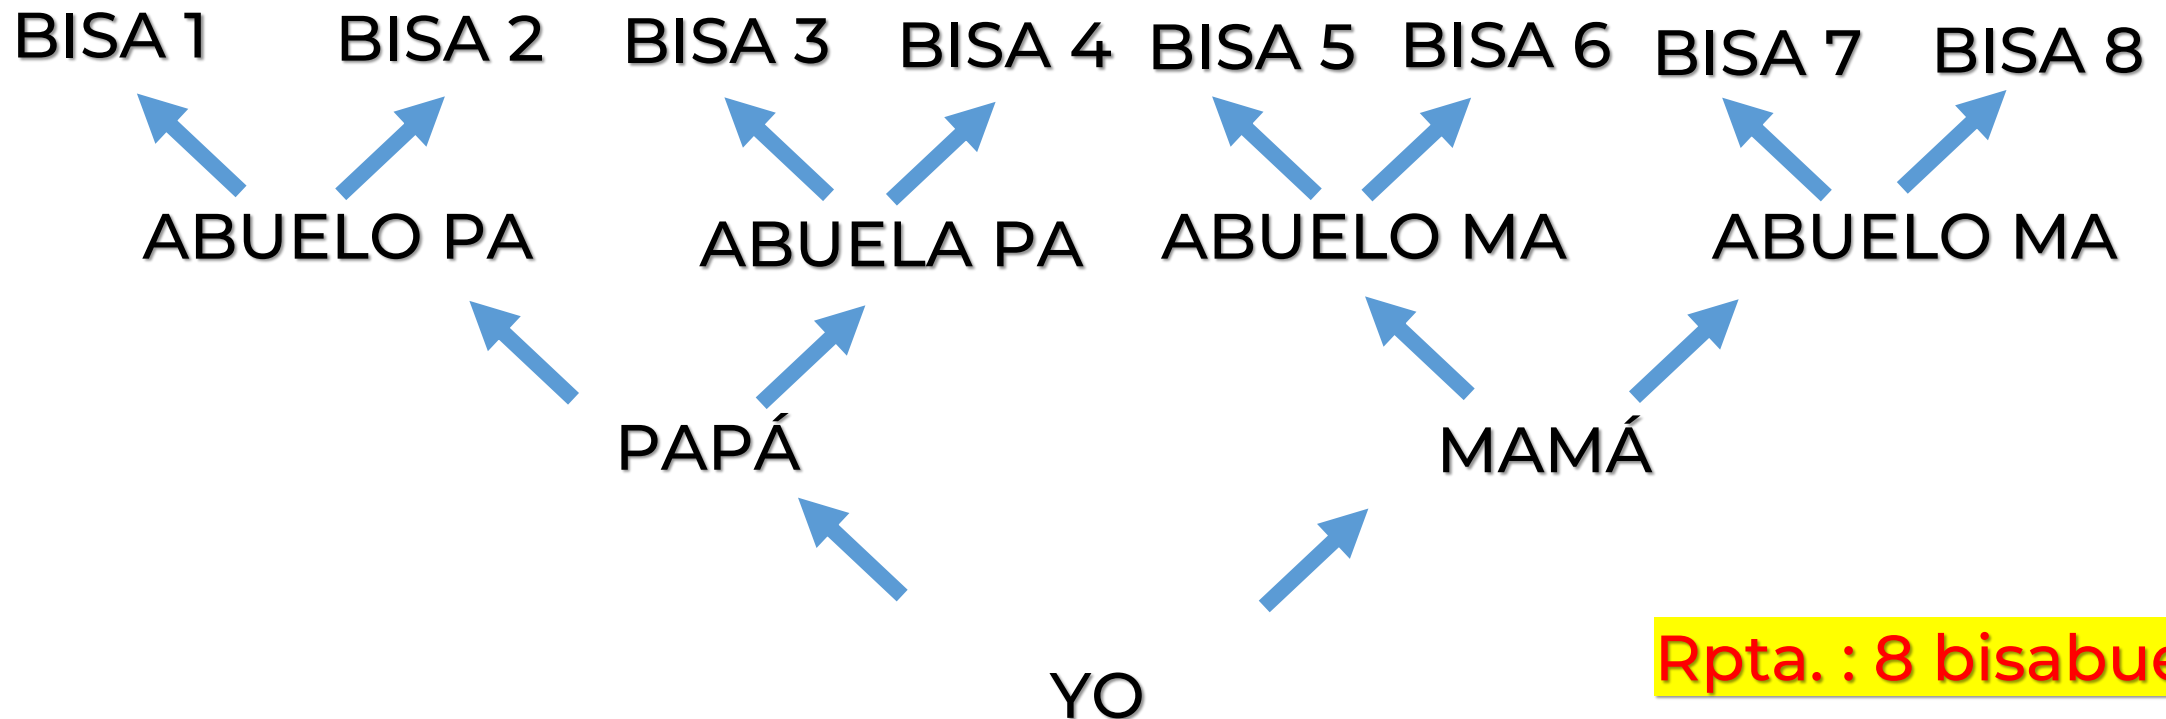 BISA 1 BISA 2 BISA 3 BISA 4 BISA 5 BISA 6 BISA 7 BISA 8
ABUELO PA ABUELA PA ABUELO MA ABUELO MA
PAPÁ MAMÁ
Rpta. : 8 bisabue
YO